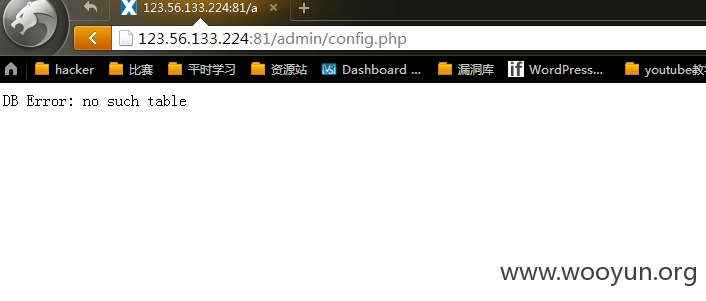 123.56.133.224:81/a
123.56.133.224:81/admin/config.php
hacker 比赛 平时学习 资源站 Dashboard ... 漏洞库 WordPress... youtube教学
DB Error: no such table
www.wooyun.org